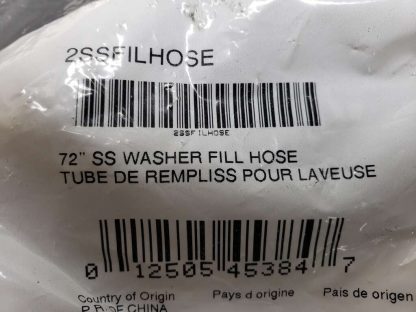 2SSFILHOSE
2SSFILHOSE
72" SS WASHER FILL HOSE
TUBE DE REMPLISS POUR LAVEUSE
0 12505 45384 7
Country of Origin Pays d origine Pais de origen
P.R. OF CHINA